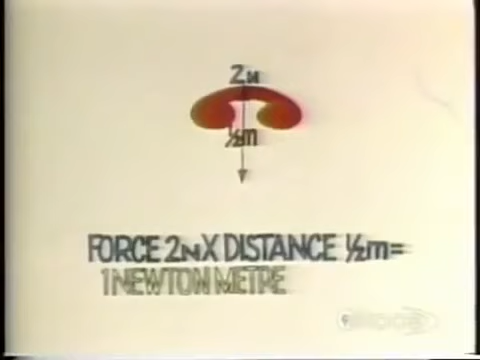 2N
½m
FORCE 2N X DISTANCE ½m =
1 NEWTON METRE